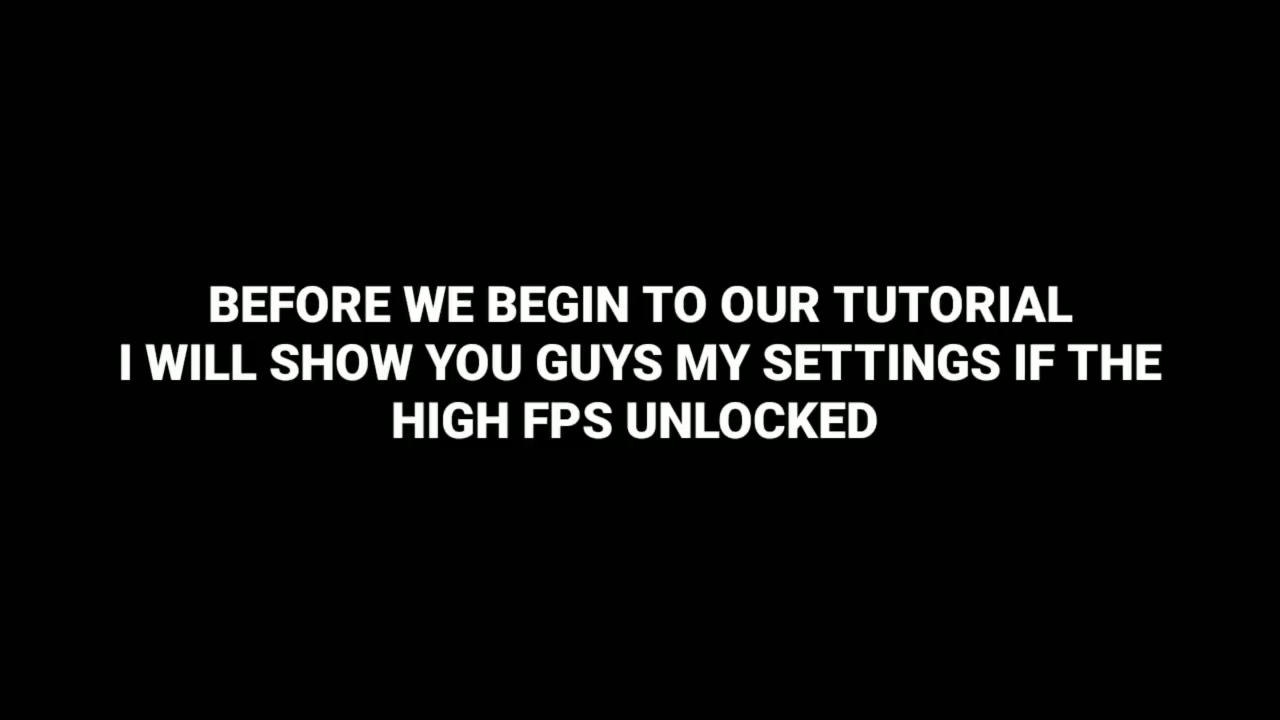 BEFORE WE BEGIN TO OUR TUTORIAL
I WILL SHOW YOU GUYS MY SETTINGS IF THE
HIGH FPS UNLOCKED